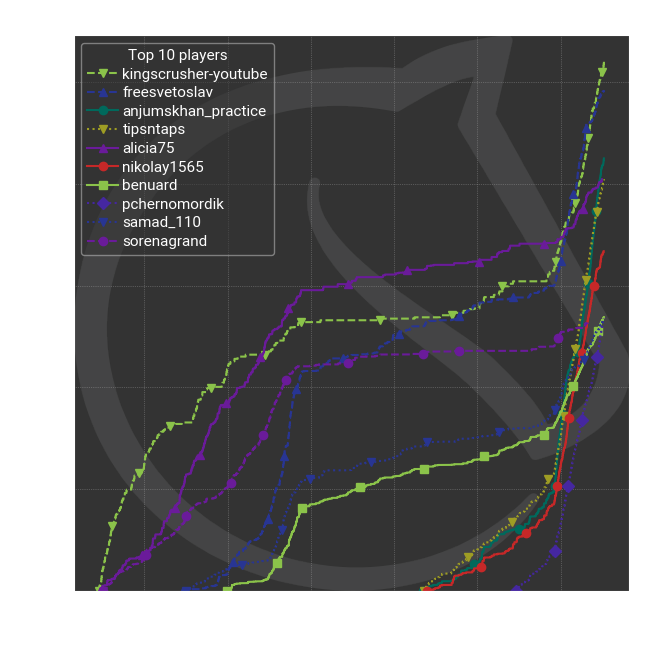 Top 10 players
kingscrusher-youtube
freesvetoslav
anjumskhan_practice
tipsntaps
alicia75
nikolay1565
benuard
pchernomordik
samad_110
sorenagrand